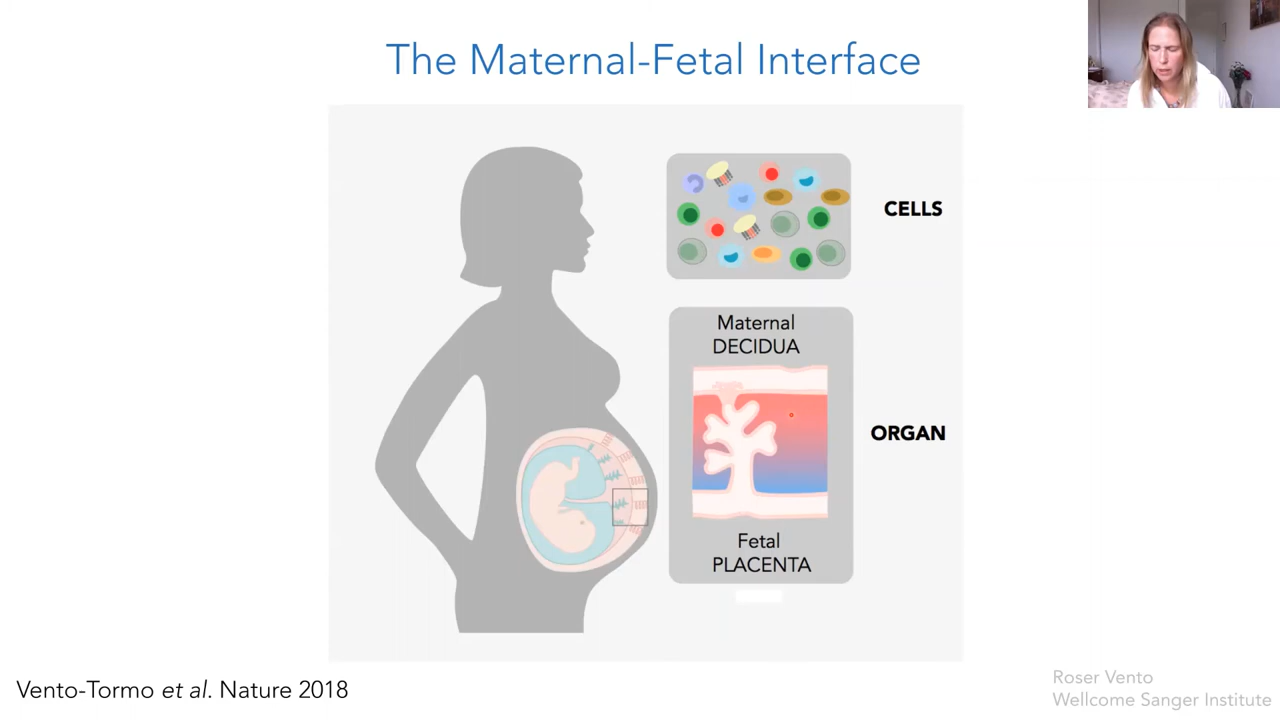 The Maternal-Fetal Interface
CELLS
Maternal
DECIDUA
ORGAN
Fetal
PLACENTA
Vento-Tormo et al. Nature 2018
Roser Vento
Wellcome Sanger Institute